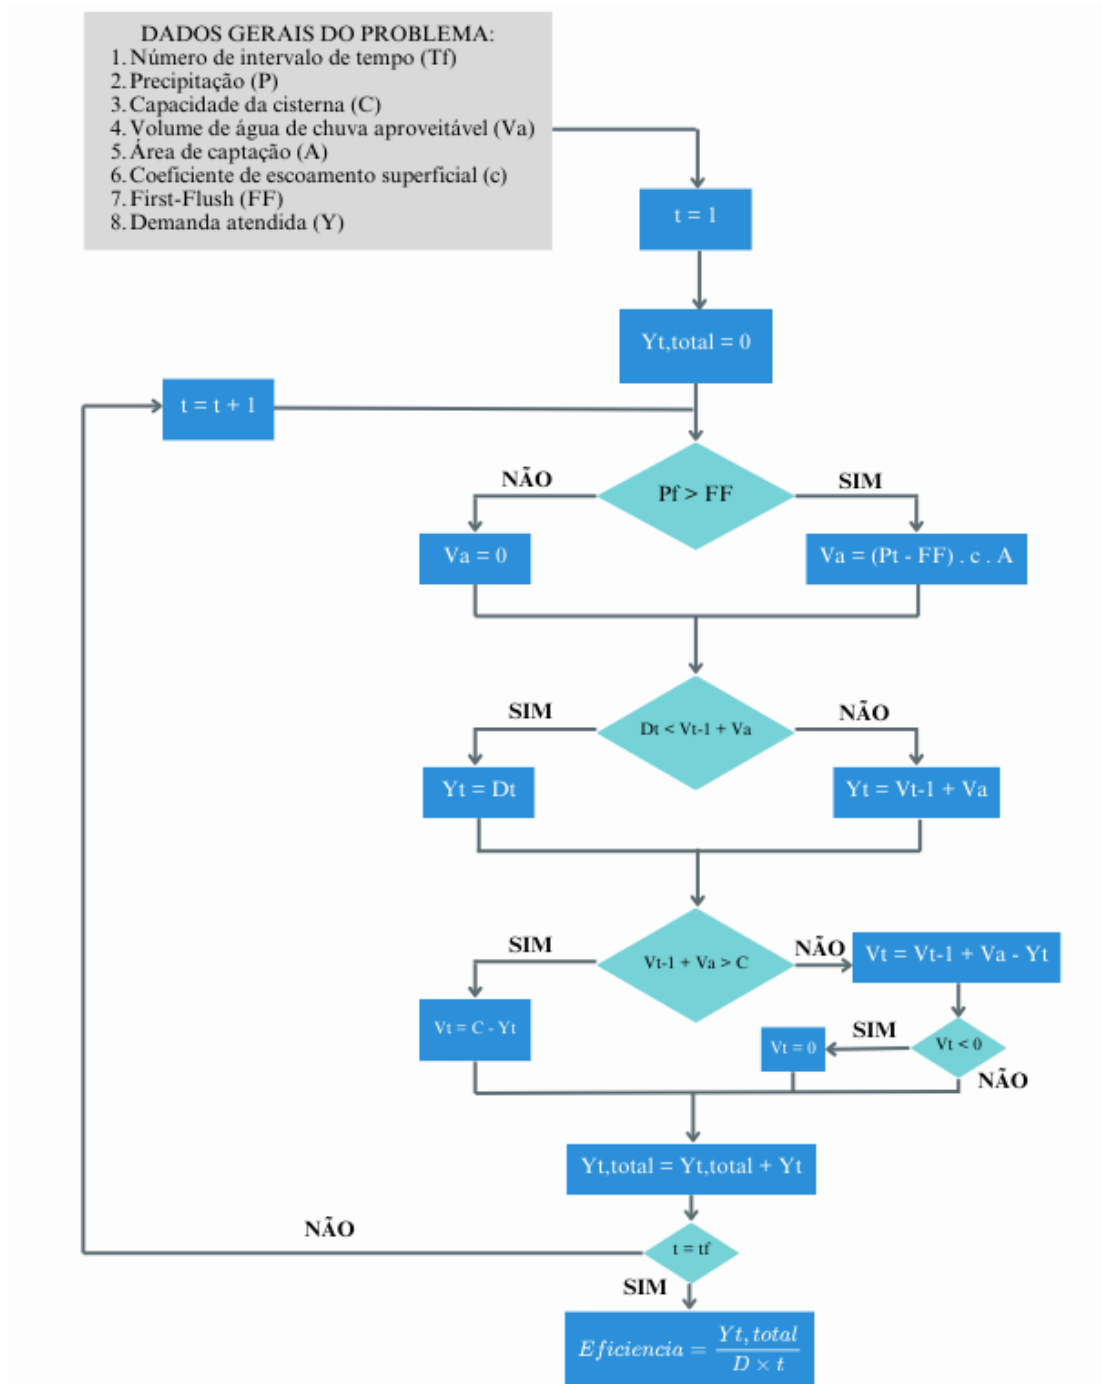 DADOS GERAIS DO PROBLEMA:
1. Número de intervalo de tempo (Tf)
2. Precipitação (P)
3. Capacidade da cisterna (C)
4. Volume de água de chuva aproveitável (Va)
5. Área de captação (A)
6. Coeficiente de escoamento superficial (c)
7. First-Flush (FF)
8. Demanda atendida (Y)
t = 1
Yt,total = 0
t = t + 1
Pf > FF
NÃO
SIM
Va = 0
Va = (Pt - FF) . c . A
Dt < Vt-1 + Va
SIM
NÃO
Yt = Dt
Yt = Vt-1 + Va
Vt-1 + Va > C
SIM
NÃO
Vt = Vt-1 + Va - Yt
Vt = C - Yt
Vt = 0
SIM
Vt < 0
NÃO
Yt,total = Yt,total + Yt
NÃO
t = tf
SIM
Eficiencia = Yt, total / D × t